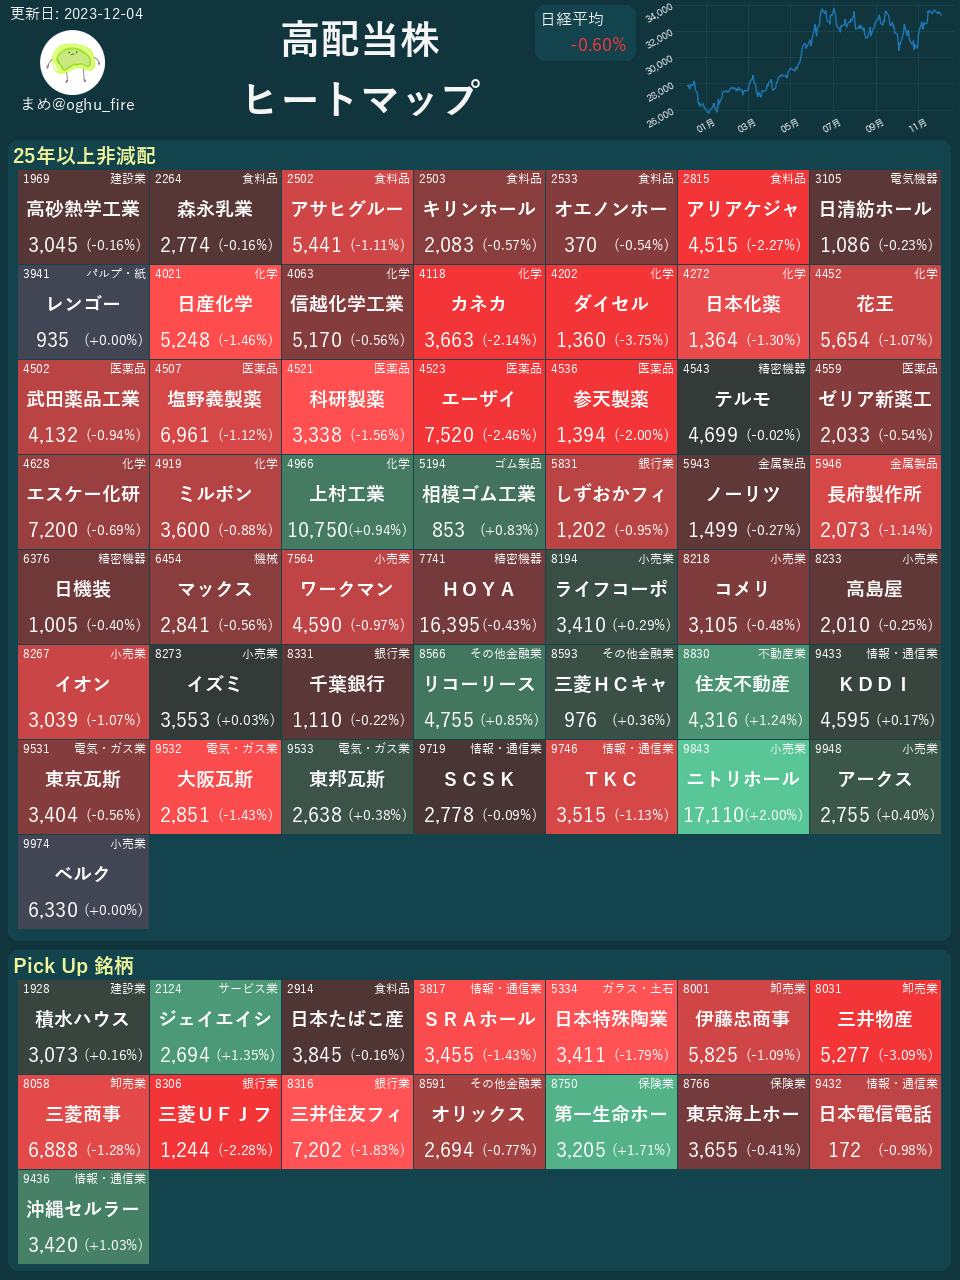 更新日: 2023-12-04
まめ@oghu_fire
高配当株
ヒートマップ
日経平均
-0.60%
34,000
32,000
30,000
28,000
26,000
01月 03月 05月 07月 09月 11月
25年以上非減配
1969 建設業 2264 食料品 2502 食料品 2503 食料品 2533 食料品 2815 食料品 3105 電気機器
高砂熱学工業 森永乳業 アサヒグルー キリンホール オエノンホー アリアケジャ 日清紡ホール
3,045 (-0.16%) 2,774 (-0.16%) 5,441 (-1.11%) 2,083 (-0.57%) 370 (-0.54%) 4,515 (-2.27%) 1,086 (-0.23%)
3941 パルプ・紙 4021 化学 4063 化学 4118 化学 4202 化学 4272 化学 4452 化学
レンゴー 日産化学 信越化学工業 カネカ ダイセル 日本化薬 花王
935 (+0.00%) 5,248 (-1.46%) 5,170 (-0.56%) 3,663 (-2.14%) 1,360 (-3.75%) 1,364 (-1.30%) 5,654 (-1.07%)
4502 医薬品 4507 医薬品 4521 医薬品 4523 医薬品 4536 医薬品 4543 精密機器 4559 医薬品
武田薬品工業 塩野義製薬 科研製薬 エーザイ 参天製薬 テルモ ゼリア新薬工
4,132 (-0.94%) 6,961 (-1.12%) 3,338 (-1.56%) 7,520 (-2.46%) 1,394 (-2.00%) 4,699 (-0.02%) 2,033 (-0.54%)
4628 化学 4919 化学 4966 化学 5194 ゴム製品 5831 銀行業 5943 金属製品 5946 金属製品
エスケー化研 ミルボン 上村工業 相模ゴム工業 しずおかフィ ノーリツ 長府製作所
7,200 (-0.69%) 3,600 (-0.88%) 10,750(+0.94%) 853 (+0.83%) 1,202 (-0.95%) 1,499 (-0.27%) 2,073 (-1.14%)
6376 精密機器 6454 機械 7564 小売業 7741 精密機器 8194 小売業 8218 小売業 8233 小売業
日機装 マックス ワークマン ＨＯＹＡ ライフコーポ コメリ 高島屋
1,005 (-0.40%) 2,841 (-0.56%) 4,590 (-0.97%) 16,395(-0.43%) 3,410 (+0.29%) 3,105 (-0.48%) 2,010 (-0.25%)
8267 小売業 8273 小売業 8331 銀行業 8566 その他金融業 8593 その他金融業 8830 不動産業 9433 情報・通信業
イオン イズミ 千葉銀行 リコーリース 三菱ＨＣキャ 住友不動産 ＫＤＤＩ
3,039 (-1.07%) 3,553 (+0.03%) 1,110 (-0.22%) 4,755 (+0.85%) 976 (+0.36%) 4,316 (+1.24%) 4,595 (+0.17%)
9531 電気・ガス業 9532 電気・ガス業 9533 電気・ガス業 9719 情報・通信業 9746 情報・通信業 9843 小売業 9948 小売業
東京瓦斯 大阪瓦斯 東邦瓦斯 ＳＣＳＫ ＴＫＣ ニトリホール アークス
3,404 (-0.56%) 2,851 (-1.43%) 2,638 (+0.38%) 2,778 (-0.09%) 3,515 (-1.13%) 17,110(+2.00%) 2,755 (+0.40%)
9974 小売業
ベルク
6,330 (+0.00%)
Pick Up 銘柄
1928 建設業 2124 サービス業 2914 食料品 3817 情報・通信業 5334 ガラス・土石 8001 卸売業 8031 卸売業
積水ハウス ジェイエイシ 日本たばこ産 ＳＲＡホール 日本特殊陶業 伊藤忠商事 三井物産
3,073 (+0.16%) 2,694 (+1.35%) 3,845 (-0.16%) 3,455 (-1.43%) 3,411 (-1.79%) 5,825 (-1.09%) 5,277 (-3.09%)
8058 卸売業 8306 銀行業 8316 銀行業 8591 その他金融業 8750 保険業 8766 保険業 9432 情報・通信業
三菱商事 三菱ＵＦＪフ 三井住友フィ オリックス 第一生命ホー 東京海上ホー 日本電信電話
6,888 (-1.28%) 1,244 (-2.28%) 7,202 (-1.83%) 2,694 (-0.77%) 3,205 (+1.71%) 3,655 (-0.41%) 172 (-0.98%)
9436 情報・通信業
沖縄セルラー
3,420 (+1.03%)